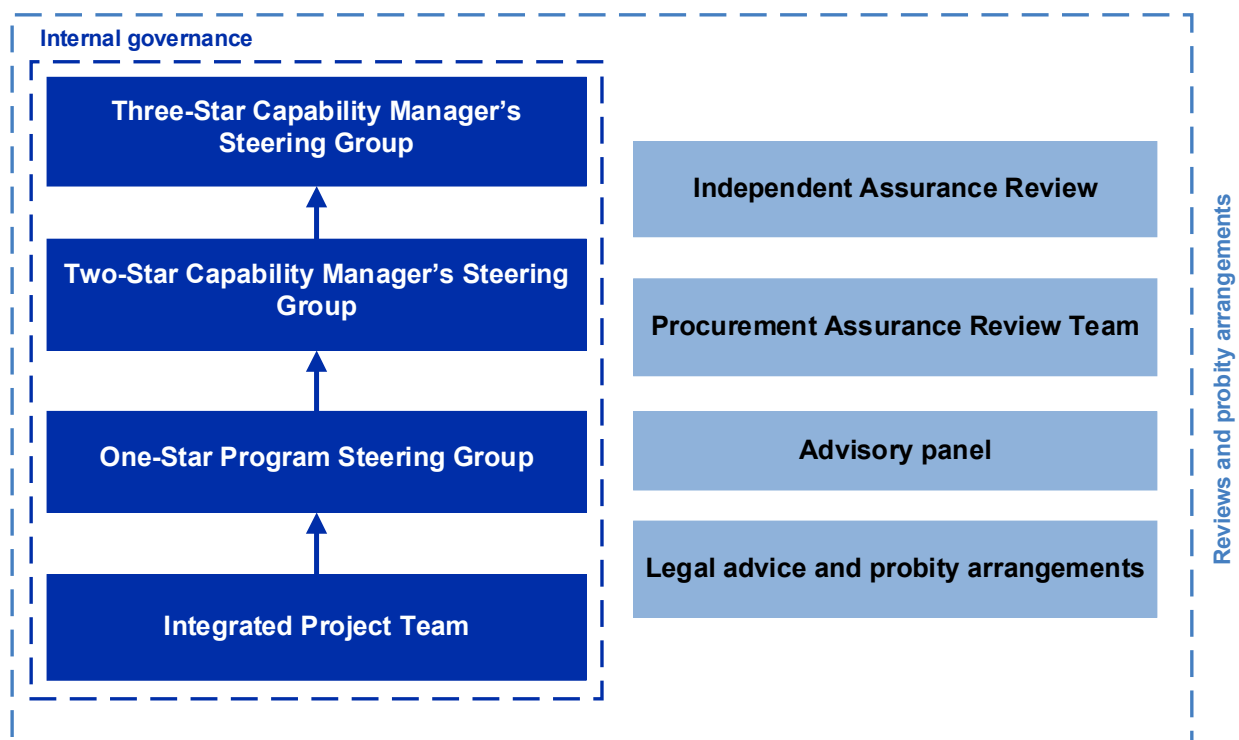 Internal governance
Three-Star Capability Manager’s
Steering Group
Two-Star Capability Manager’s Steering
Group
One-Star Program Steering Group
Integrated Project Team
Independent Assurance Review
Procurement Assurance Review Team
Advisory panel
Legal advice and probity arrangements
Reviews and probity arrangements